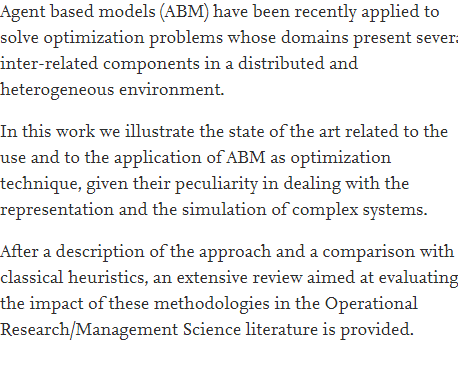 Agent based models (ABM) have been recently applied to
solve optimization problems whose domains present sever
inter-related components in a distributed and
heterogeneous environment.
In this work we illustrate the state of the art related to the
use and to the application of ABM as optimization
technique, given their peculiarity in dealing with the
representation and the simulation of complex systems.
After a description of the approach and a comparison with
classical heuristics, an extensive review aimed at evaluating
the impact of these methodologies in the Operational
Research/Management Science literature is provided.